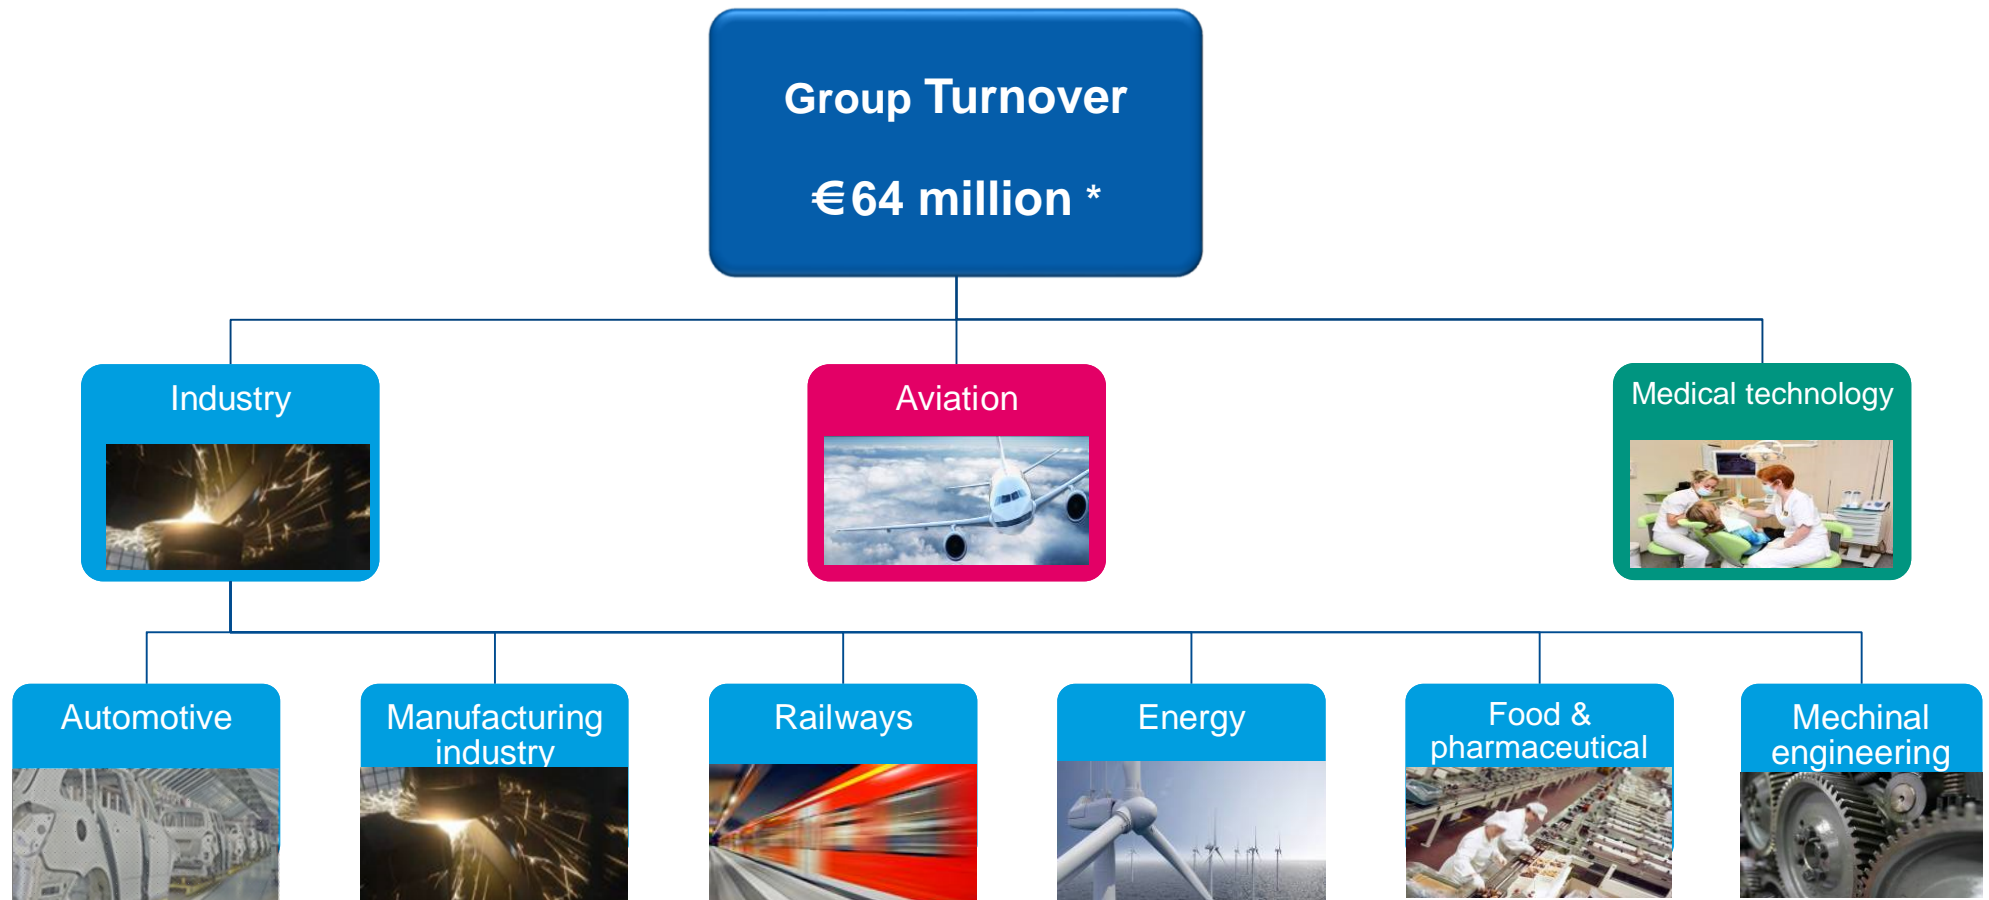 Group Turnover
€64 million *
Industry
Aviation
Medical technology
Automotive
Manufacturing
industry
Railways
Energy
Food &
pharmaceutical
Mechinal
engineering